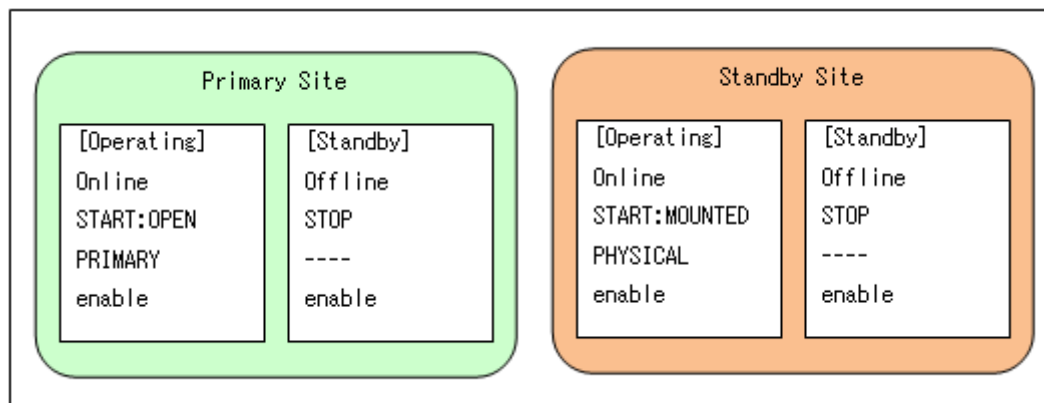 Primary Site
[Operating]
Online
START:OPEN
PRIMARY
enable
[Standby]
Offline
STOP
----
enable
Standby Site
[Operating]
Online
START:MOUNTED
PHYSICAL
enable
[Standby]
Offline
STOP
----
enable